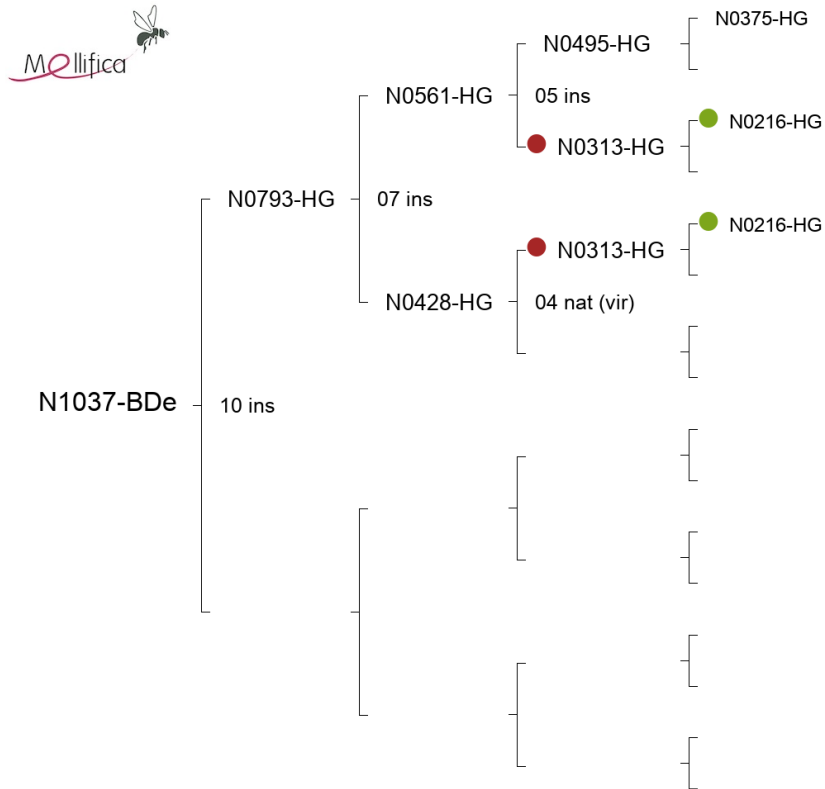 Mellifica
N0375-HG
N0495-HG
N0561-HG
05 ins
N0216-HG
N0313-HG
N0793-HG
07 ins
N0216-HG
N0313-HG
N0428-HG
04 nat (vir)
N1037-BDe
10 ins